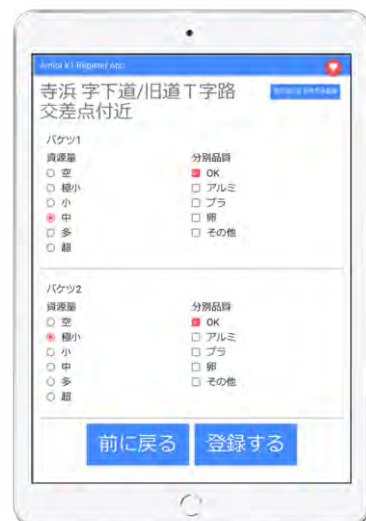 寺浜 字下道/旧道T字路
交差点付近
バケツ1
資源量 分別品質
空 OK
極小 アルミ
小 プラ
中 卵
多 その他
超
バケツ2
資源量 分別品質
空 OK
極小 アルミ
小 プラ
中 卵
多 その他
超
前に戻る 登録する